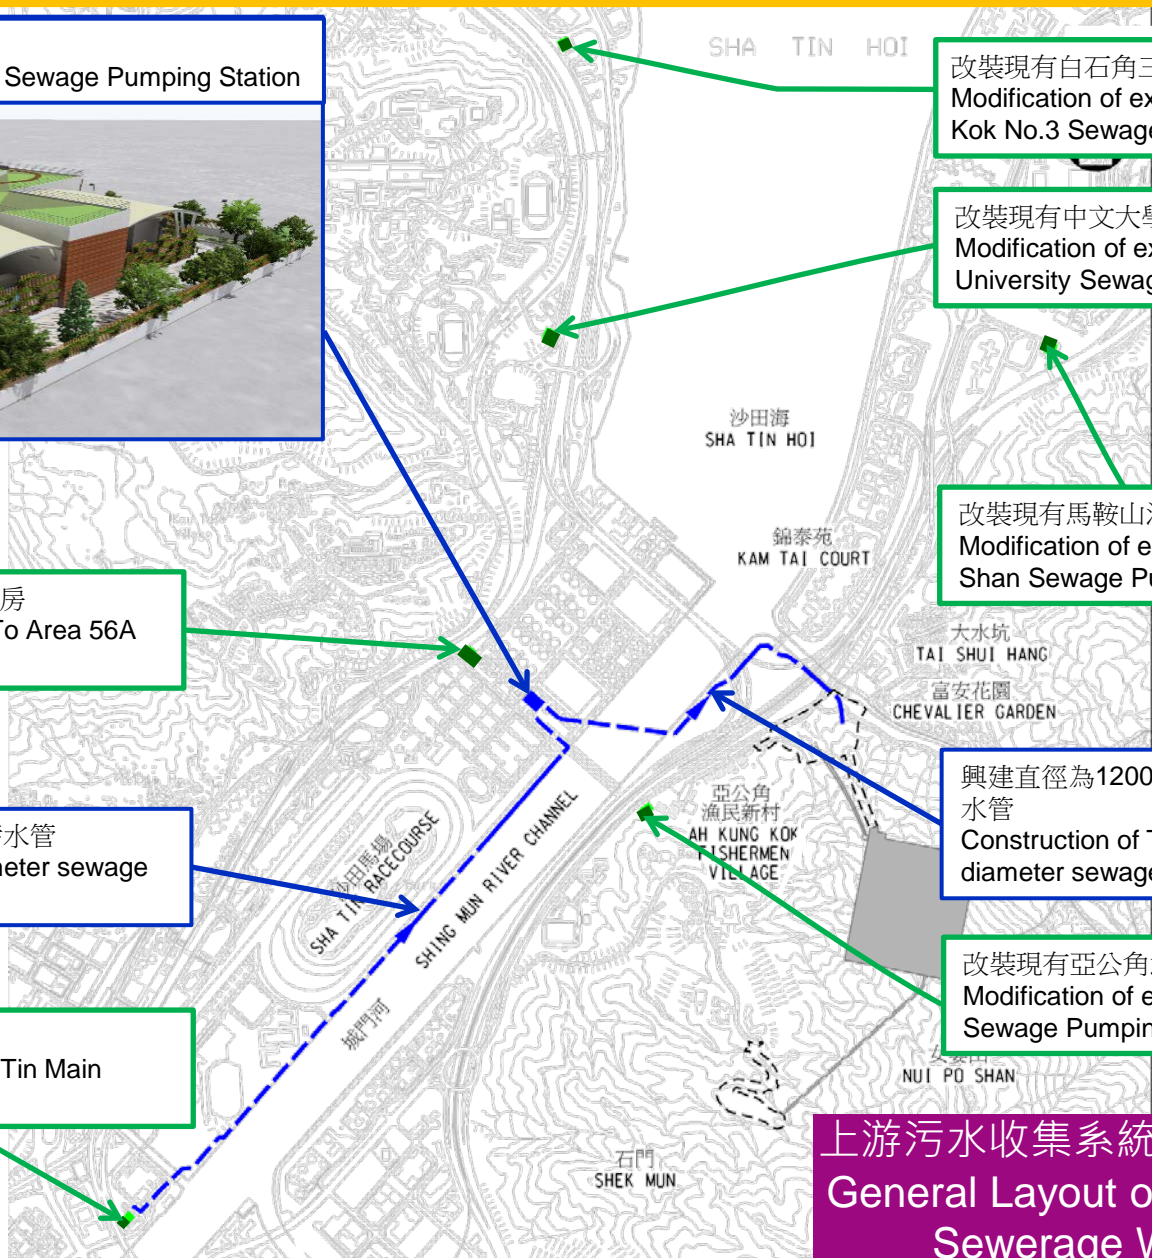 Sewage Pumping Station
SHA TIN HOI
改裝現有白石角三
Modification of ex
Kok No.3 Sewage
改裝現有中文大學
Modification of ex
University Sewag
沙田海
SHA TIN HOI
錦泰苑
KAM TAI COURT
改裝現有馬鞍山
Modification of e
Shan Sewage Pu
房
To Area 56A
大水坑
TAI SHUI HANG
富安花園
CHEVALIER GARDEN
水管
meter sewage
沙田馬場
SHA TIN RACECOURSE
SHING MUN RIVER CHANNEL
城門河
亞公角
漁民新村
AH KUNG KOK
FISHERMEN
VILLAGE
興建直徑為1200
水管
Construction of T
diameter sewage
改裝現有亞公角
Modification of e
Sewage Pumpin
女婆山
NUI PO SHAN
Tin Main
石門
SHEK MUN
上游污水收集系統
General Layout o
Sewerage W